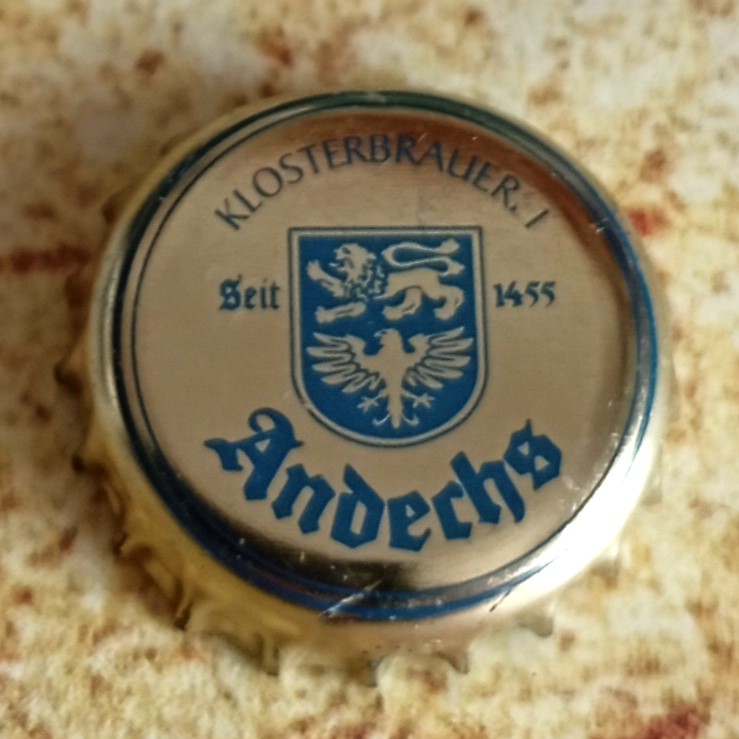 KLOSTERBRAUEREI
Seit 1455
Andechs